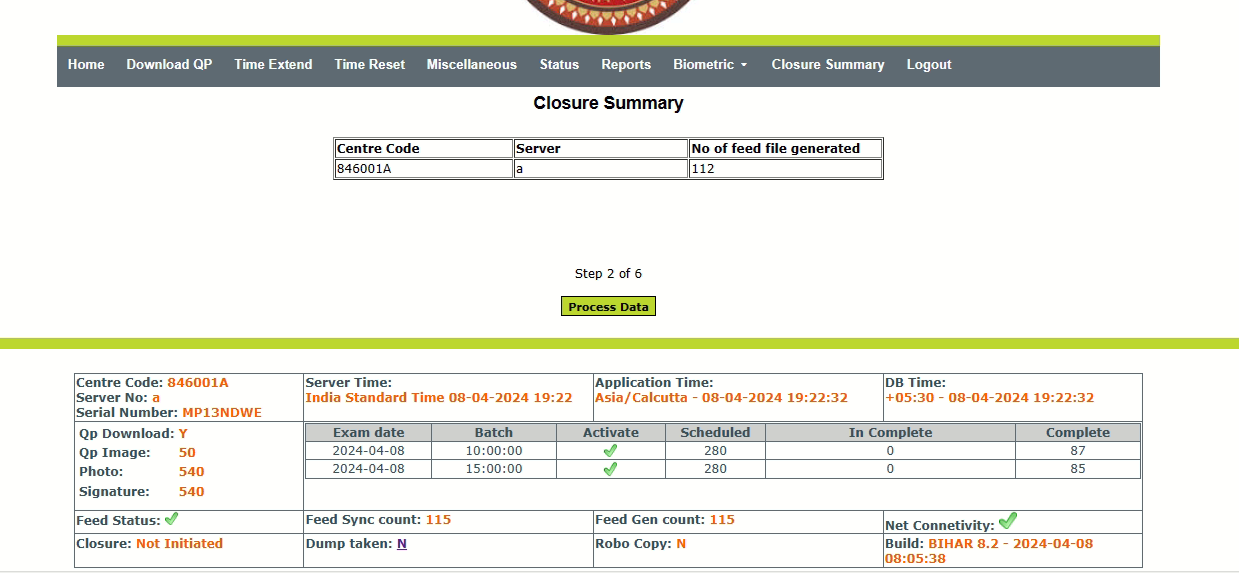 Home Download QP Time Extend Time Reset Miscellaneous Status Reports Biometric Closure Summary Logout
Closure Summary
Centre Code Server No of feed file generated
846001A a 112
Step 2 of 6
Process Data
Centre Code: 846001A
Server No: a
Serial Number: MP13NDWE
Server Time:
India Standard Time 08-04-2024 19:22
Application Time:
Asia/Calcutta - 08-04-2024 19:22:32
DB Time:
+05:30 - 08-04-2024 19:22:32
Qp Download: Y
Qp Image: 50
Photo: 540
Signature: 540
Exam date Batch Activate Scheduled In Complete Complete
2024-04-08 10:00:00 280 0 87
2024-04-08 15:00:00 280 0 85
Feed Status:
Feed Sync count: 115
Feed Gen count: 115
Net Connetivity:
Closure: Not Initiated
Dump taken: N
Robo Copy: N
Build: BIHAR 8.2 - 2024-04-08
08:05:38